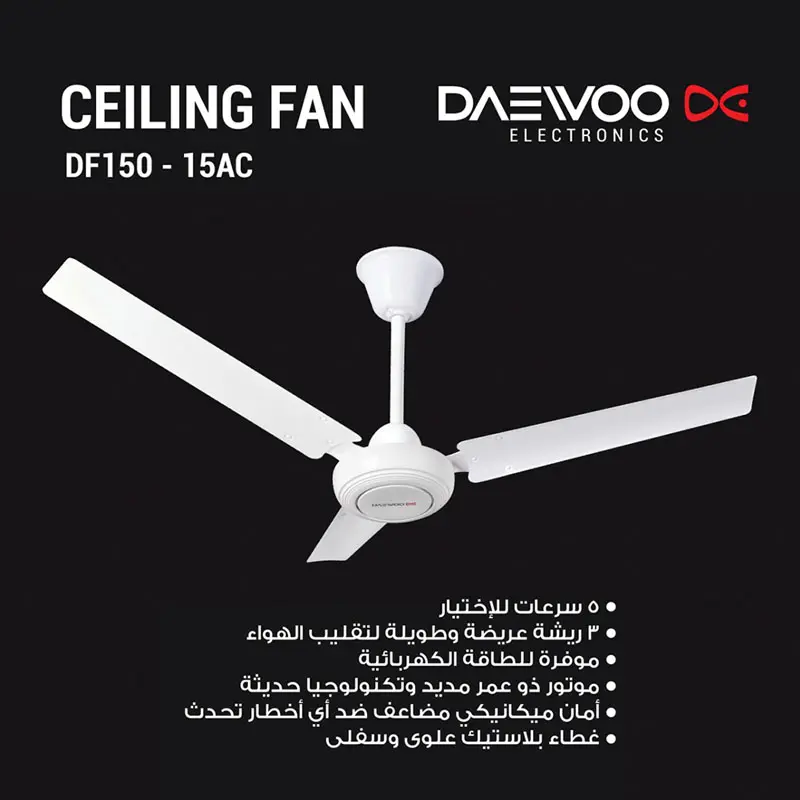 CEILING FAN
DF150 - 15AC
DAEWOO
ELECTRONICS
DAEWOO
• ٥ سرعات للإختيار
• ٣ ريشة عريضة وطويلة لتقليب الهواء
• موفرة للطاقة الكهربائية
• موتور ذو عمر مديد وتكنولوجيا حديثة
• أمان ميكانيكي مضاعف ضد أي أخطار تحدث
• غطاء بلاستيك علوى وسفلى